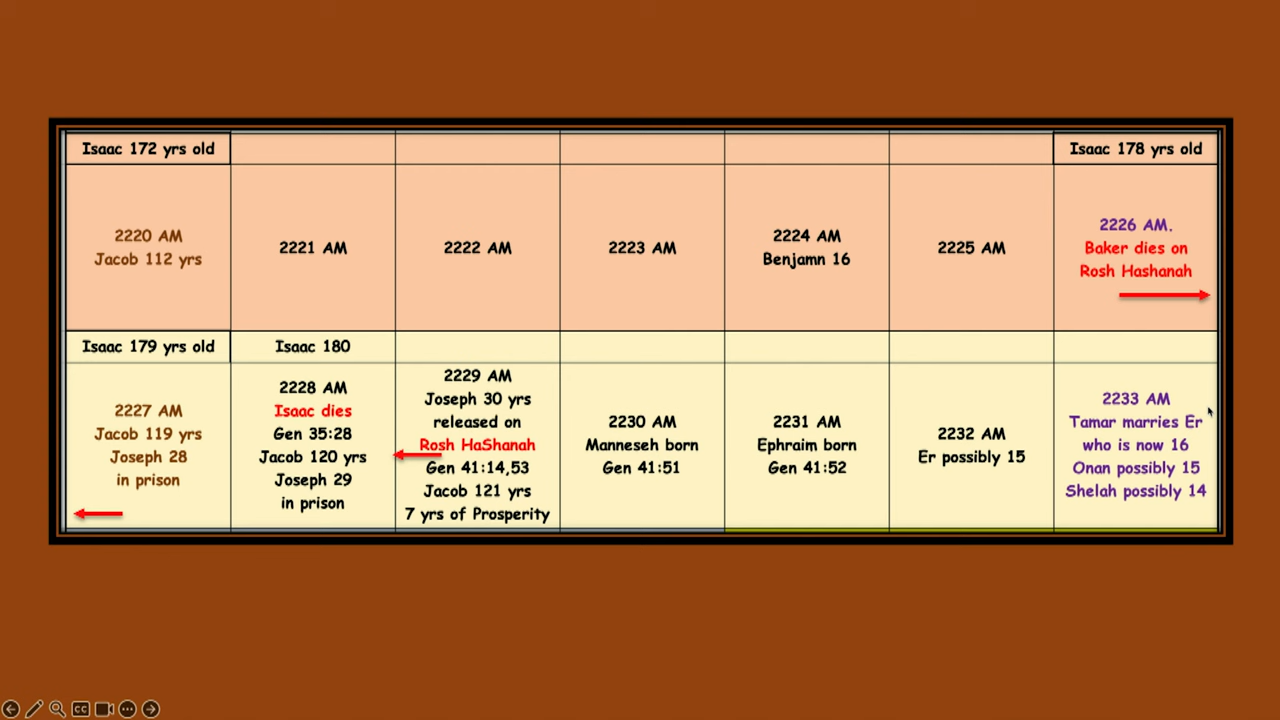 Isaac 172 yrs old
Isaac 178 yrs old
2220 AM
Jacob 112 yrs
2221 AM
2222 AM
2223 AM
2224 AM
Benjamn 16
2225 AM
2226 AM.
Baker dies on
Rosh Hashanah
Isaac 179 yrs old
Isaac 180
2227 AM
Jacob 119 yrs
Joseph 28
in prison
2228 AM
Isaac dies
Gen 35:28
Jacob 120 yrs
Joseph 29
in prison
2229 AM
Joseph 30 yrs
released on
Rosh HaShanah
Gen 41:14,53
Jacob 121 yrs
7 yrs of Prosperity
2230 AM
Manneseh born
Gen 41:51
2231 AM
Ephraim born
Gen 41:52
2232 AM
Er possibly 15
2233 AM
Tamar marries Er
who is now 16
Onan possibly 15
Shelah possibly 14
CC